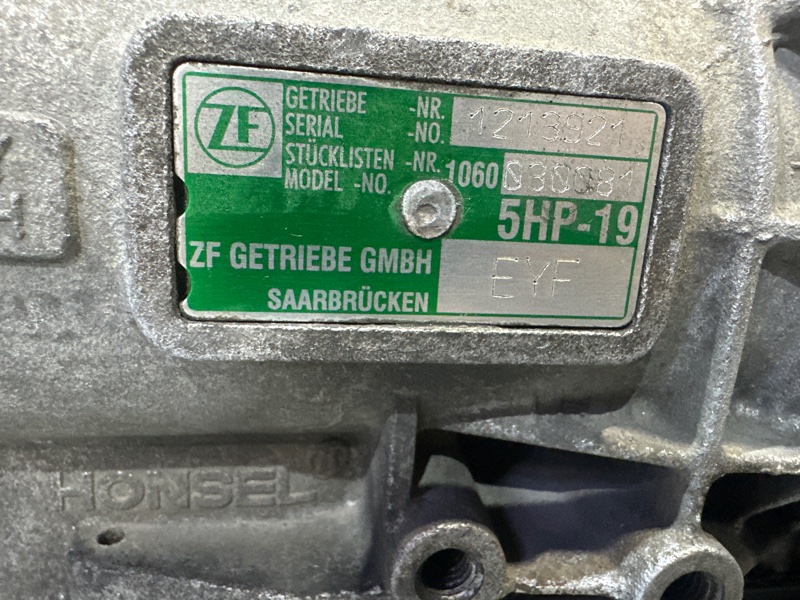 ZF
GETRIEBE -NR.
SERIAL -NO. 1213921
STÜCKLISTEN -NR.
MODEL -NO. 1060 030081
5HP-19
ZF GETRIEBE GMBH
SAARBRÜCKEN
EYF
HONSEL